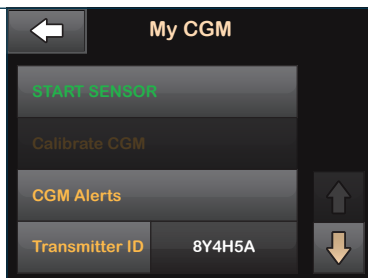 My CGM
START SENSOR
Calibrate CGM
CGM Alerts
Transmitter ID 8Y4H5A